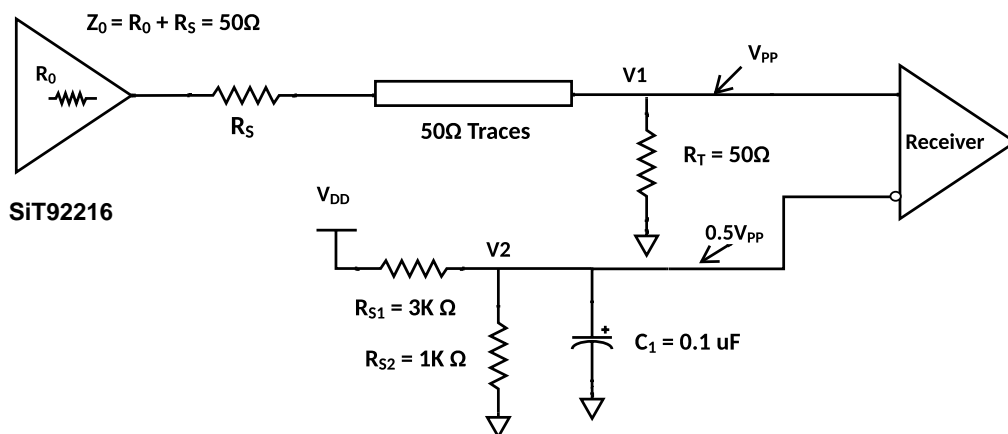 Z₀ = R₀ + R_S = 50Ω
R₀
V1
V_PP
R_S
50Ω Traces
R_T = 50Ω
Receiver
SiT92216
V_DD
0.5V_PP
V2
R_S1 = 3K Ω
R_S2 = 1K Ω
+
C₁ = 0.1 uF